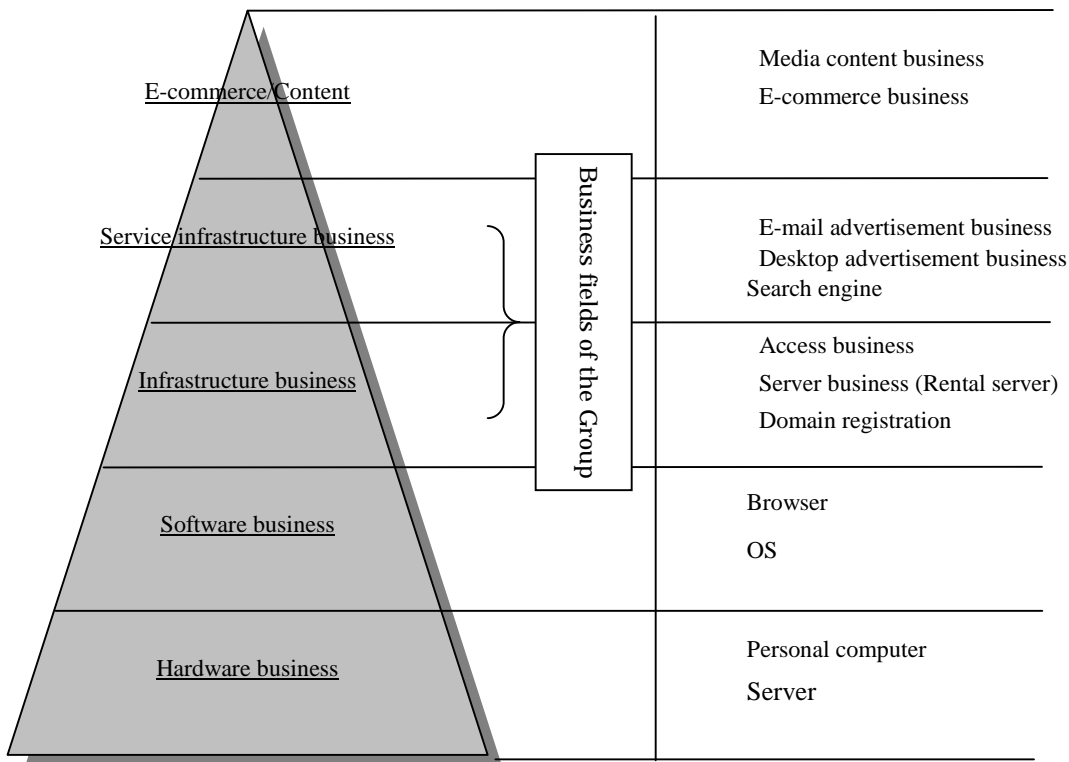 E-commerce/Content
Media content business
E-commerce business
Business fields of the Group
Service infrastructure business
E-mail advertisement business
Desktop advertisement business
Search engine
Infrastructure business
Access business
Server business (Rental server)
Domain registration
Software business
Browser
OS
Hardware business
Personal computer
Server